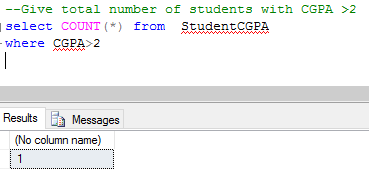 --Give total number of students with CGPA >2
select COUNT(*) from  StudentCGPA
where CGPA>2
Results Messages
(No column name)
1